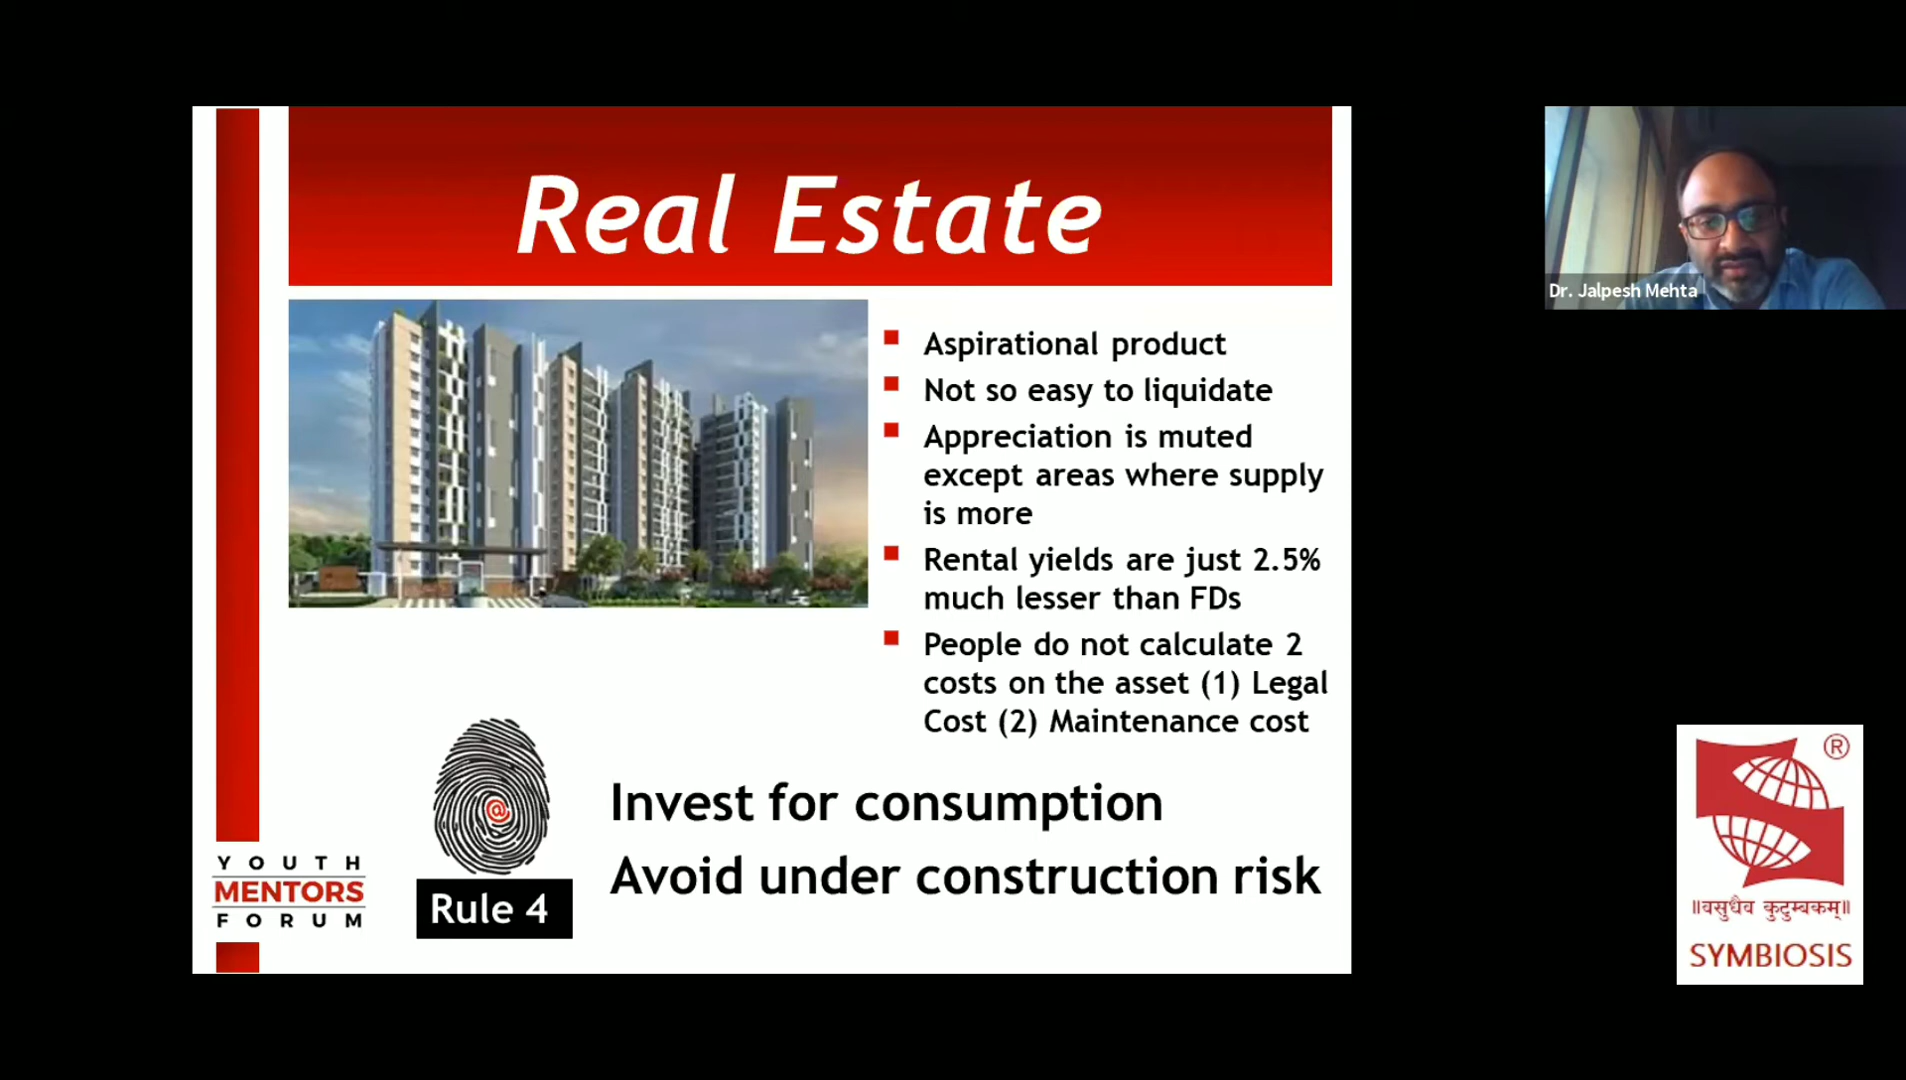 Real Estate
Dr. Jalpesh Mehta
Aspirational product
Not so easy to liquidate
Appreciation is muted
except areas where supply
is more
Rental yields are just 2.5%
much lesser than FDs
People do not calculate 2
costs on the asset (1) Legal
Cost (2) Maintenance cost
@
Rule 4
Invest for consumption
Avoid under construction risk
YOUTH
MENTORS
FORUM
®
॥वसुधैव कुटुम्बकम्॥
SYMBIOSIS